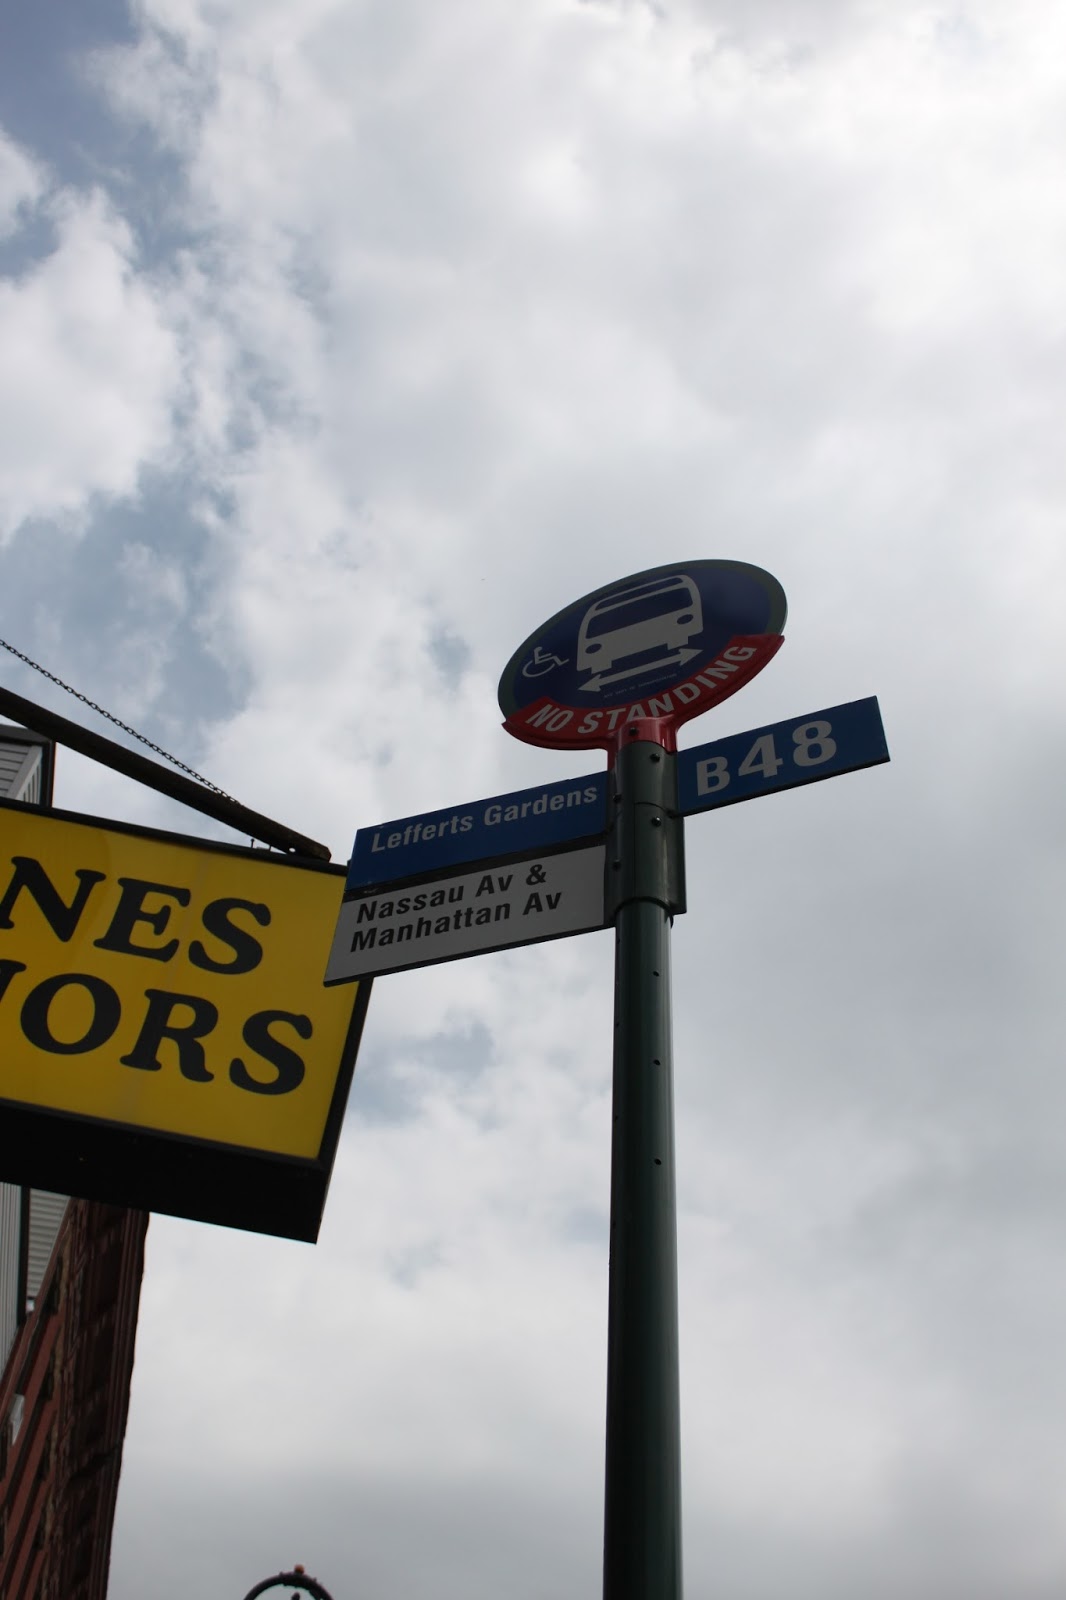 NO STANDING
B48
Lefferts Gardens
Nassau Av &
Manhattan Av
NES
ORS